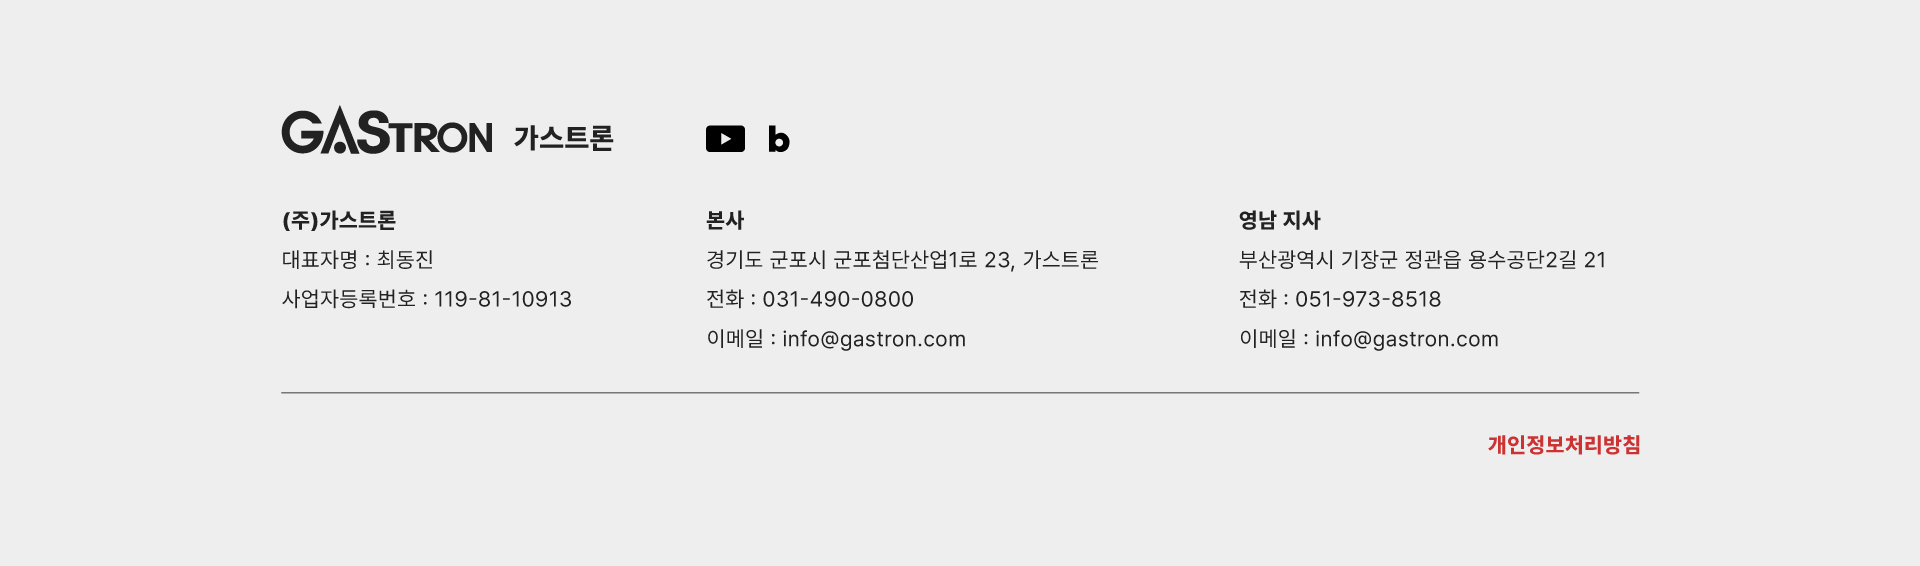 GASTRON 가스트론
b
(주)가스트론
대표자명 : 최동진
사업자등록번호 : 119-81-10913
본사
경기도 군포시 군포첨단산업1로 23, 가스트론
전화 : 031-490-0800
이메일 : info@gastron.com
영남 지사
부산광역시 기장군 정관읍 용수공단2길 21
전화 : 051-973-8518
이메일 : info@gastron.com
개인정보처리방침